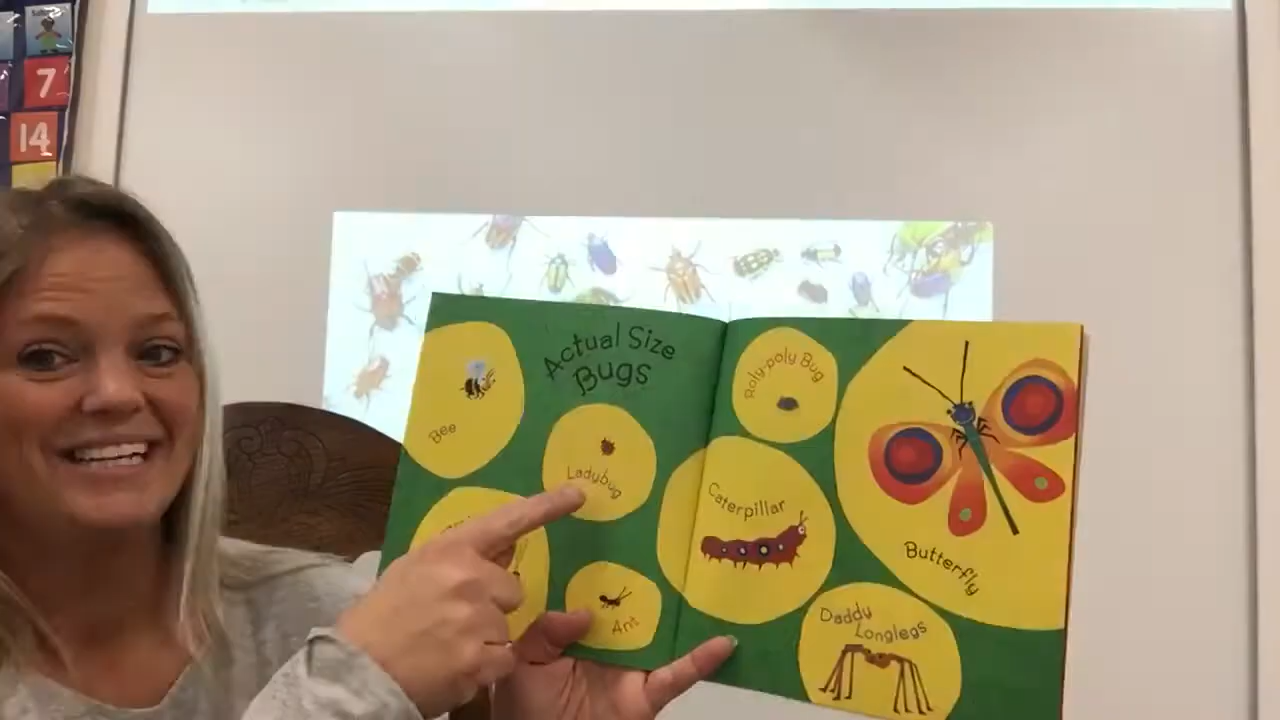 7
14
Actual Size
Bugs
Bee
Ladybug
Ant
Roly-poly Bug
Caterpillar
Butterfly
Daddy
Longlegs